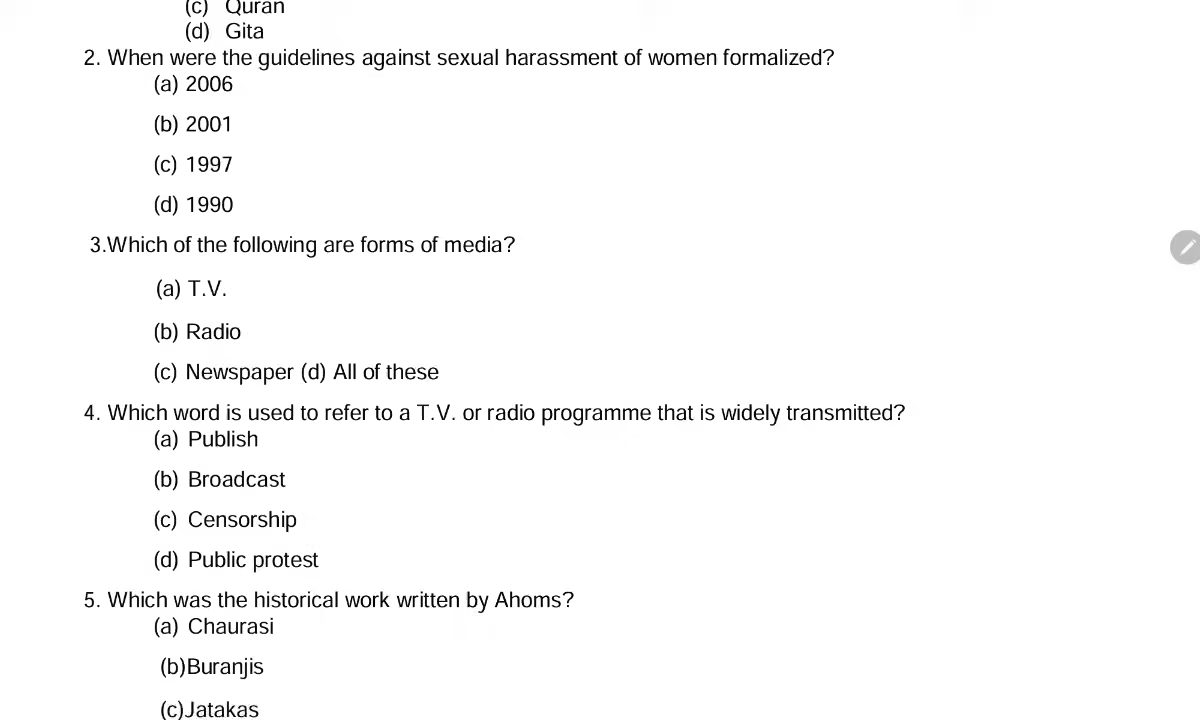 (c) Quran
(d) Gita
2. When were the guidelines against sexual harassment of women formalized?
(a) 2006
(b) 2001
(c) 1997
(d) 1990
3.Which of the following are forms of media?
(a) T.V.
(b) Radio
(c) Newspaper (d) All of these
4. Which word is used to refer to a T.V. or radio programme that is widely transmitted?
(a) Publish
(b) Broadcast
(c) Censorship
(d) Public protest
5. Which was the historical work written by Ahoms?
(a) Chaurasi
(b)Buranjis
(c)Jatakas